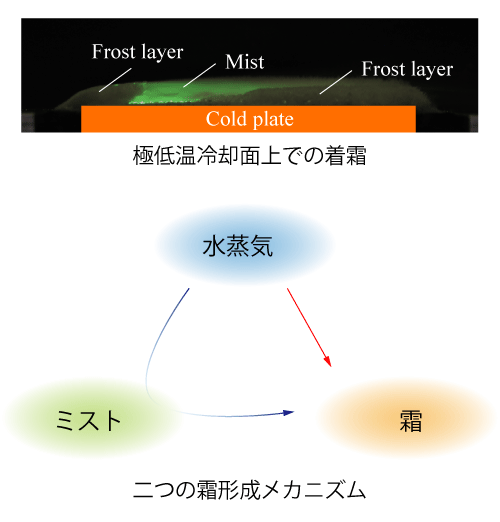 Frost layer
Mist
Frost layer
Cold plate
極低温冷却面上での着霜
水蒸気
ミスト
霜
二つの霜形成メカニズム